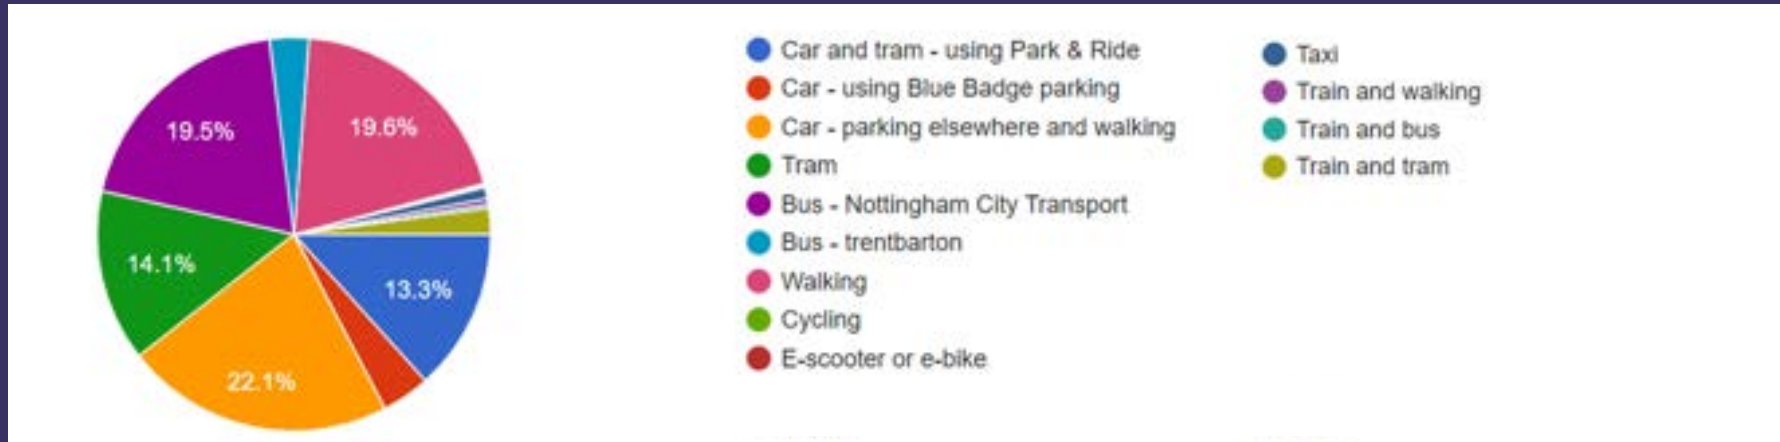 19.5%
19.6%
14.1%
13.3%
22.1%
Car and tram - using Park & Ride
Car - using Blue Badge parking
Car - parking elsewhere and walking
Tram
Bus - Nottingham City Transport
Bus - trentbarton
Walking
Cycling
E-scooter or e-bike
Taxi
Train and walking
Train and bus
Train and tram